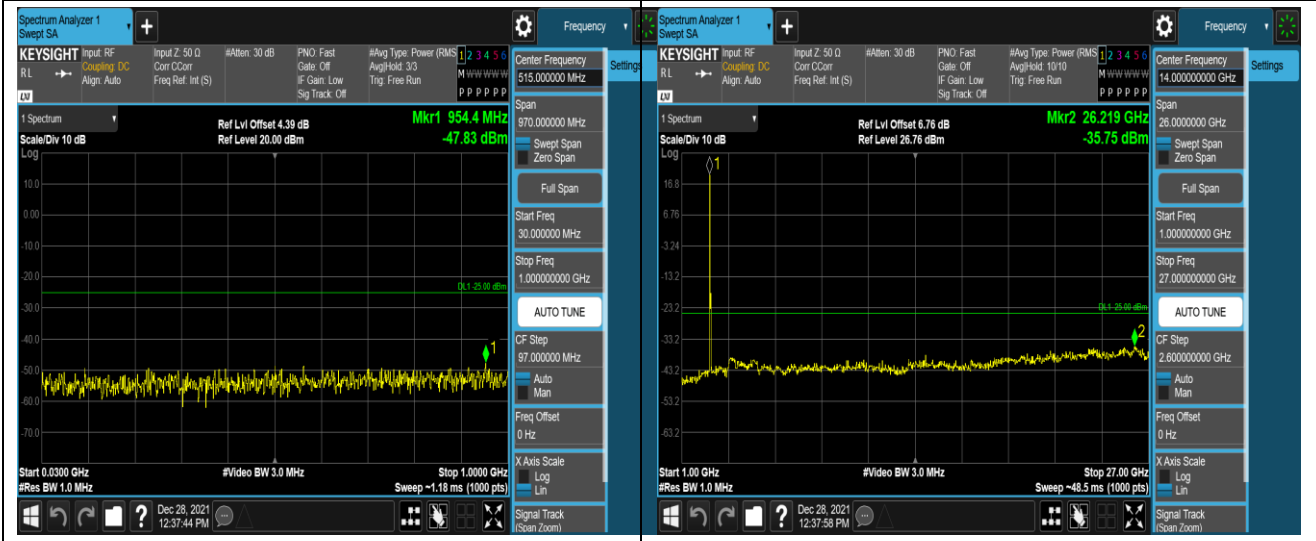 Spectrum Analyzer 1
Swept SA
+
Frequency
KEYSIGHT
RL
LXI
Input: RF
Coupling: DC
Align: Auto
Input Z: 50 Ω
Corr CCorr
Freq Ref: Int (S)
#Atten: 30 dB
PNO: Fast
Gate: Off
IF Gain: Low
Sig Track: Off
#Avg Type: Power (RMS
Avg|Hold: 3/3
Trig: Free Run
1 2 3 4 5 6
M W W W W W
P P P P P P
Center Frequency
515.000000 MHz
Settings
Span
970.000000 MHz
Swept Span
Zero Span
Full Span
Start Freq
30.000000 MHz
Stop Freq
1.000000000 GHz
AUTO TUNE
CF Step
97.000000 MHz
Auto
Man
Freq Offset
0 Hz
X Axis Scale
Log
Lin
Signal Track
(Span Zoom)
1 Spectrum
Scale/Div 10 dB
Log
Ref Lvl Offset 4.39 dB
Ref Level 20.00 dBm
Mkr1 954.4 MHz
-47.83 dBm
10.0
0.00
-10.0
-20.0
DL1 -25.00 dBm
-30.0
-40.0
1
-50.0
-60.0
-70.0
Start 0.0300 GHz
#Res BW 1.0 MHz
#Video BW 3.0 MHz
Stop 1.0000 GHz
Sweep ~1.18 ms (1000 pts)
?
Dec 28, 2021
12:37:44 PM
Spectrum Analyzer 1
Swept SA
+
Frequency
KEYSIGHT
RL
LXI
Input: RF
Coupling: DC
Align: Auto
Input Z: 50 Ω
Corr CCorr
Freq Ref: Int (S)
#Atten: 30 dB
PNO: Fast
Gate: Off
IF Gain: Low
Sig Track: Off
#Avg Type: Power (RMS
Avg|Hold: 10/10
Trig: Free Run
1 2 3 4 5 6
M W W W W W
P P P P P P
Center Frequency
14.000000000 GHz
Settings
Span
26.0000000 GHz
Swept Span
Zero Span
Full Span
Start Freq
1.000000000 GHz
Stop Freq
27.000000000 GHz
AUTO TUNE
CF Step
2.600000000 GHz
Auto
Man
Freq Offset
0 Hz
X Axis Scale
Log
Lin
Signal Track
(Span Zoom)
1 Spectrum
Scale/Div 10 dB
Log
Ref Lvl Offset 6.76 dB
Ref Level 26.76 dBm
Mkr2 26.219 GHz
-35.75 dBm
1
16.8
6.76
-3.24
-13.2
-23.2
DL1 -25.00 dBm
2
-33.2
-43.2
-53.2
-63.2
Start 1.00 GHz
#Res BW 1.0 MHz
#Video BW 3.0 MHz
Stop 27.00 GHz
Sweep ~48.5 ms (1000 pts)
?
Dec 28, 2021
12:37:58 PM